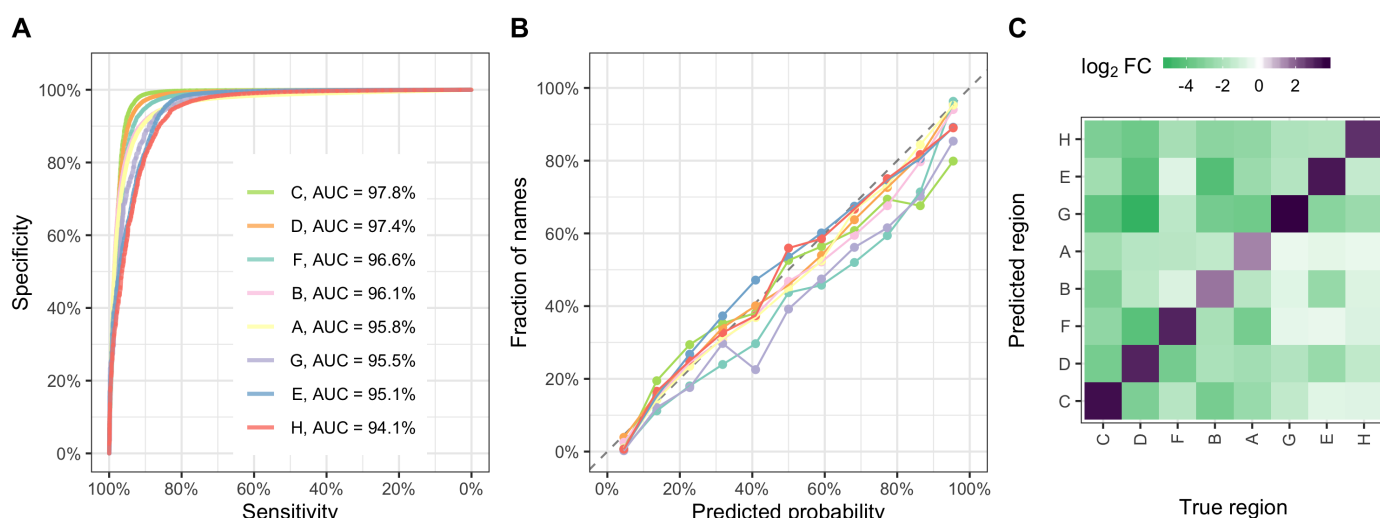 A
Specificity
100%
80%
60%
40%
20%
0%
C, AUC = 97.8%
D, AUC = 97.4%
F, AUC = 96.6%
B, AUC = 96.1%
A, AUC = 95.8%
G, AUC = 95.5%
E, AUC = 95.1%
H, AUC = 94.1%
100% 80% 60% 40% 20% 0%
Sensitivity
B
Fraction of names
100%
80%
60%
40%
20%
0%
0% 20% 40% 60% 80% 100%
Predicted probability
C
log₂ FC
-4 -2 0 2
Predicted region
H
E
G
A
B
F
D
C
C D F B A G E H
True region